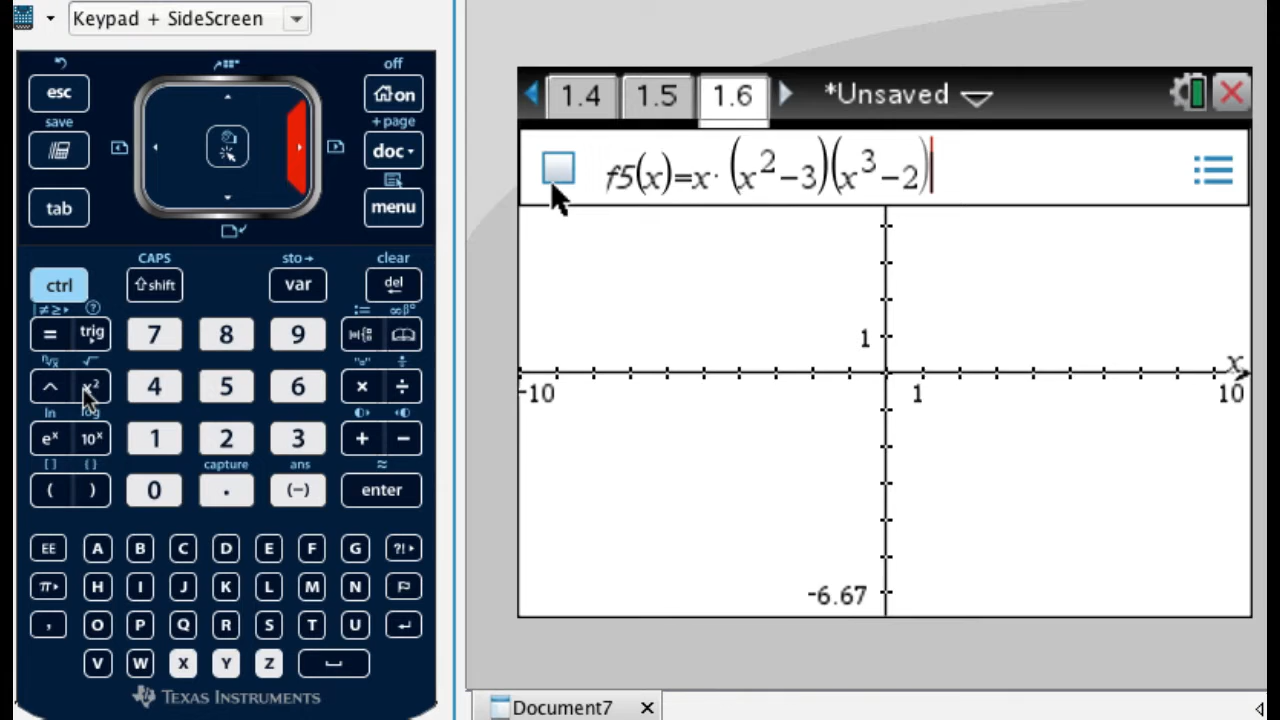 Keypad + SideScreen
esc
off
on
save
+ page
doc
tab
menu
CAPS
sto→
clear
ctrl
⇧shift
var
del
|≠≥▸
:=
∞β°
=
trig
7
8
9
ⁿ√x
√
"∞"
÷
^
x²
4
5
6
×
÷
ln
log
eˣ
10ˣ
1
2
3
+
−
[ ]
{ }
capture
ans
≈
(
)
0
.
(−)
enter
EE
A
B
C
D
E
F
G
?!▸
π▸
H
I
J
K
L
M
N
,
O
P
Q
R
S
T
U
V
W
X
Y
Z
TEXAS INSTRUMENTS
1.4
1.5
1.6
*Unsaved
f5(x)=x·(x²−3)(x³−2)
1
x
-10
1
10
-6.67
Document7